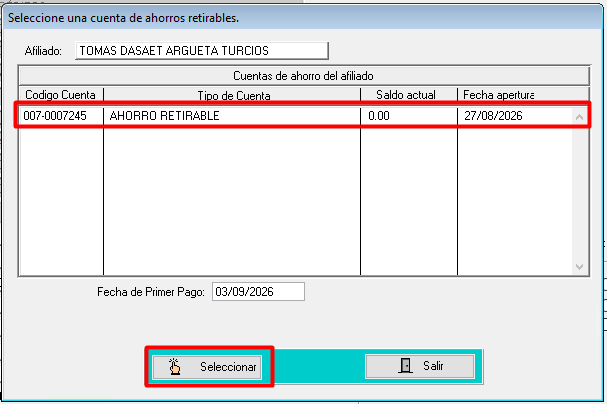 Seleccione una cuenta de ahorros retirables.
Afiliado: TOMAS DASAET ARGUETA TURCIOS
Cuentas de ahorro del afiliado
Codigo Cuenta Tipo de Cuenta Saldo actual Fecha apertura
007-0007245 AHORRO RETIRABLE 0.00 27/08/2026
Fecha de Primer Pago: 03/09/2026
Seleccionar Salir